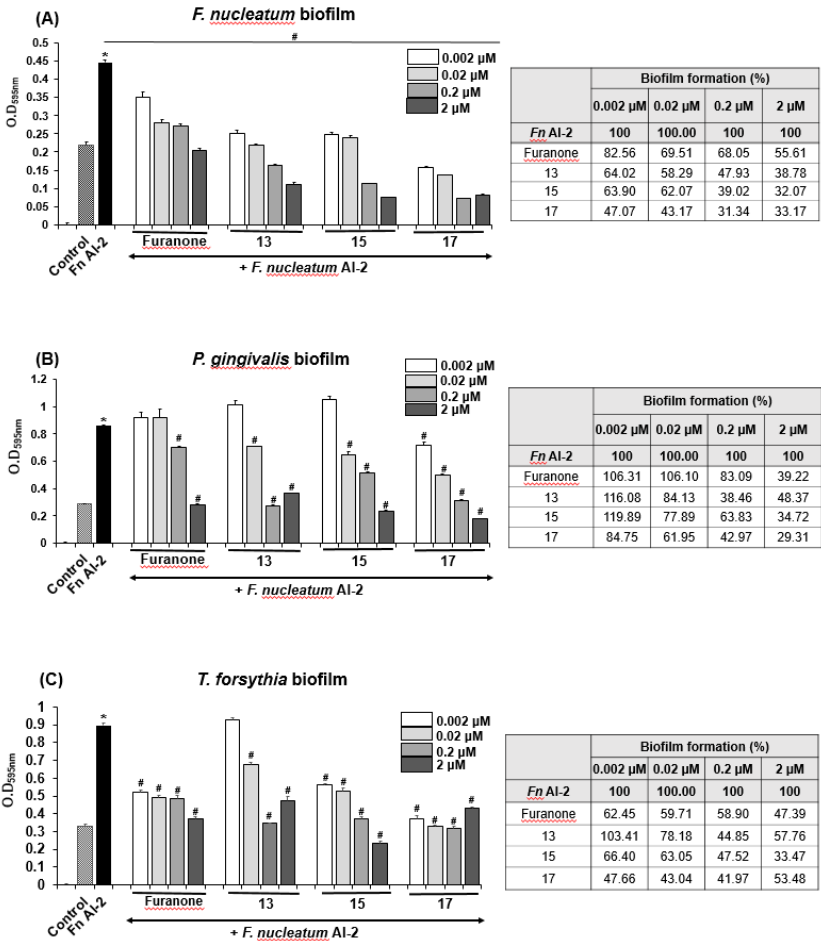 (A)
F. nucleatum biofilm
#
0.5
0.45
0.4
0.35
0.3
0.25
0.2
0.15
0.1
0.05
0
O.D595nm
*
0.002 µM
0.02 µM
0.2 µM
2 µM
Control
Fn AI-2
Furanone 13 15 17
+ F. nucleatum AI-2
Biofilm formation (%)
0.002 µM 0.02 µM 0.2 µM 2 µM
Fn AI-2 100 100.00 100 100
Furanone 82.56 69.51 68.05 55.61
13 64.02 58.29 47.93 38.78
15 63.90 62.07 39.02 32.07
17 47.07 43.17 31.34 33.17
(B)
P. gingivalis biofilm
1.2
1
0.8
0.6
0.4
0.2
0
O.D595nm
*
# # # # # # # # # # # #
0.002 µM
0.02 µM
0.2 µM
2 µM
Control
Fn AI-2
Furanone 13 15 17
+ F. nucleatum AI-2
Biofilm formation (%)
0.002 µM 0.02 µM 0.2 µM 2 µM
Fn AI-2 100 100.00 100 100
Furanone 106.31 106.10 83.09 39.22
13 116.08 84.13 38.46 48.37
15 119.89 77.89 63.83 34.72
17 84.75 61.95 42.97 29.31
(C)
T. forsythia biofilm
1
0.9
0.8
0.7
0.6
0.5
0.4
0.3
0.2
0.1
0
O.D595nm
*
# # # # # # # # # # # # # # #
0.002 µM
0.02 µM
0.2 µM
2 µM
Control
Fn AI-2
Furanone 13 15 17
+ F. nucleatum AI-2
Biofilm formation (%)
0.002 µM 0.02 µM 0.2 µM 2 µM
Fn AI-2 100 100.00 100 100
Furanone 62.45 59.71 58.90 47.39
13 103.41 78.18 44.85 57.76
15 66.40 63.05 47.52 33.47
17 47.66 43.04 41.97 53.48